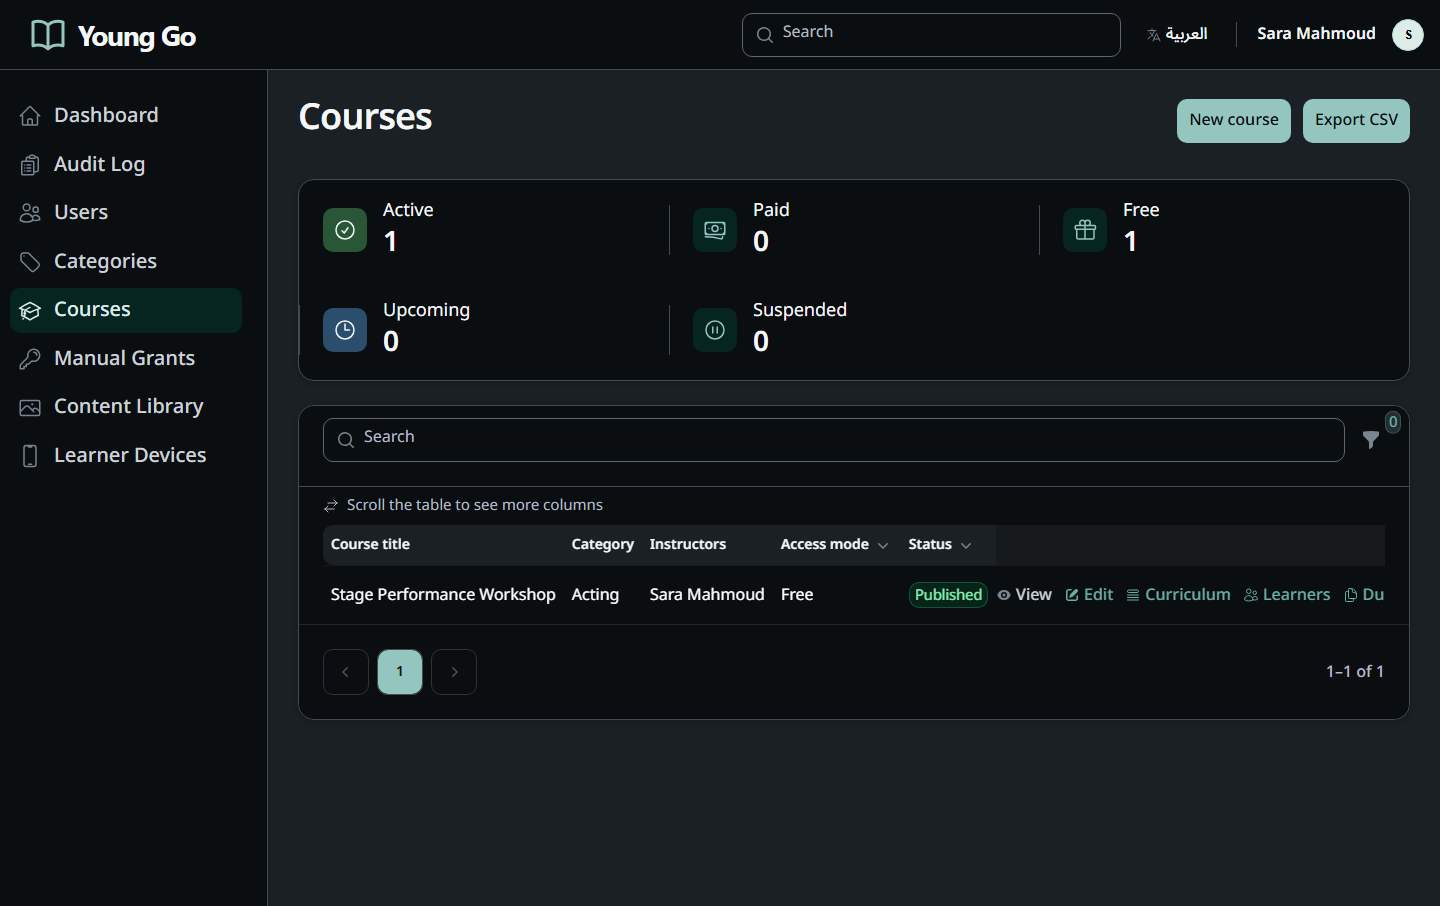 Young Go
Search
العربية
Sara Mahmoud
S
Dashboard
Audit Log
Users
Categories
Courses
Manual Grants
Content Library
Learner Devices
Courses
New course
Export CSV
Active
1
Paid
0
Free
1
Upcoming
0
Suspended
0
Search
0
Scroll the table to see more columns
Course title Category Instructors Access mode Status
Stage Performance Workshop Acting Sara Mahmoud Free Published View Edit Curriculum Learners Du
1
1–1 of 1